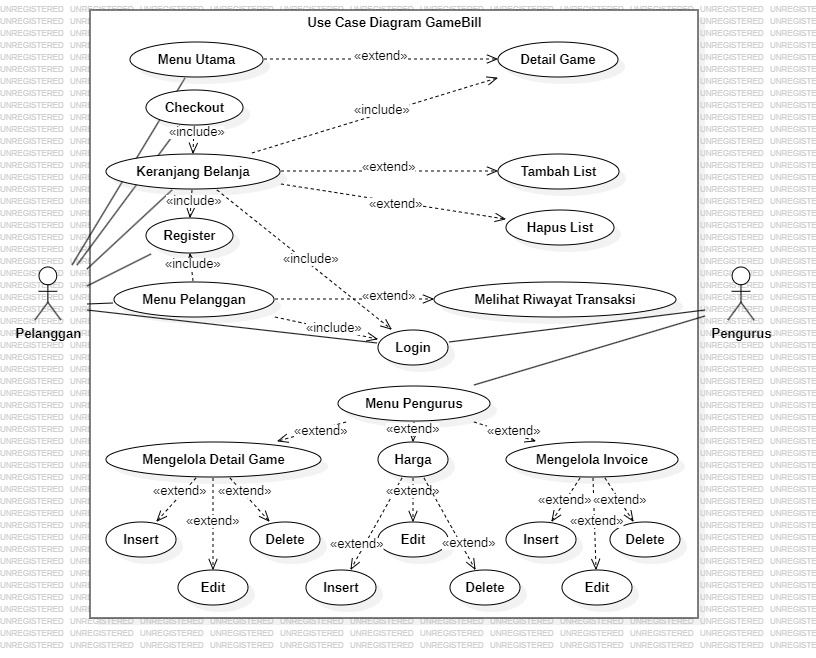 Use Case Diagram GameBill
Menu Utama
«extend»
Detail Game
Checkout
«include»
«include»
Keranjang Belanja
«extend»
Tambah List
«include»
«extend»
Register
Hapus List
«include»
«include»
Menu Pelanggan
«extend»
Melihat Riwayat Transaksi
«include»
Pelanggan
Pengurus
Login
Menu Pengurus
«extend»
«extend»
«extend»
Mengelola Detail Game
Harga
Mengelola Invoice
«extend»
«extend»
«extend»
«extend»
«extend»
«extend»
«extend»
Insert
Delete
«extend»
Edit
«extend»
Insert
Delete
Edit
Insert
Delete
Edit
UNREGISTERED